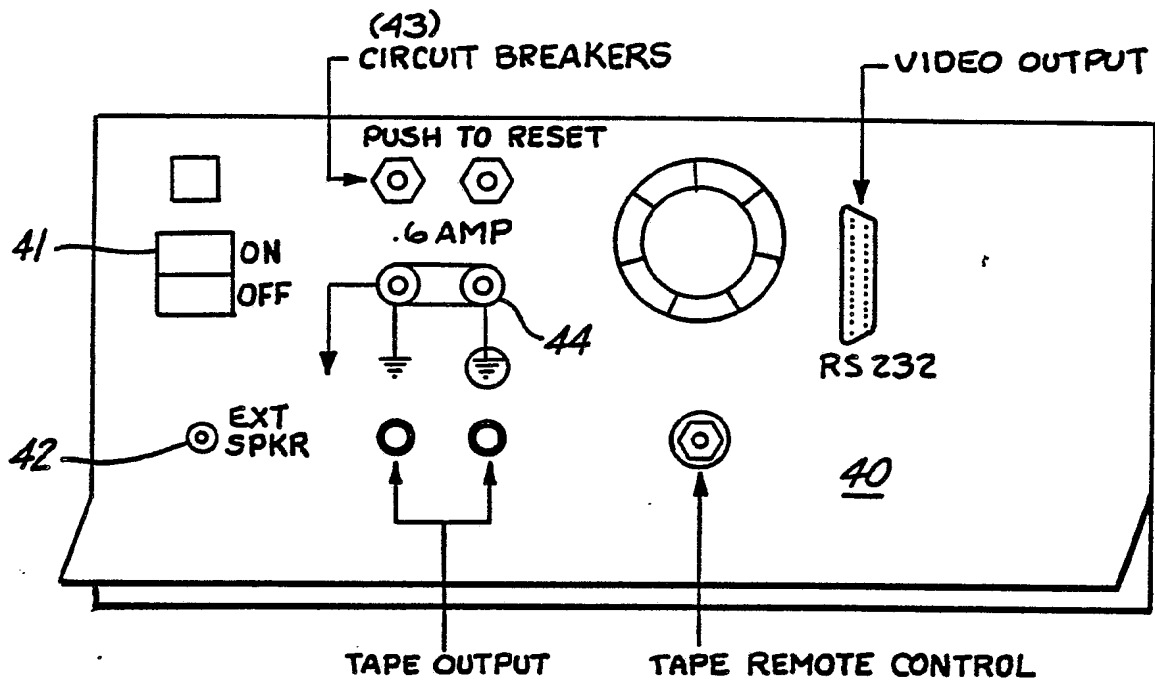 (43)
CIRCUIT BREAKERS
VIDEO OUTPUT
PUSH TO RESET
41
ON
OFF
.6 AMP
44
RS 232
42
EXT
SPKR
40
TAPE OUTPUT
TAPE REMOTE CONTROL